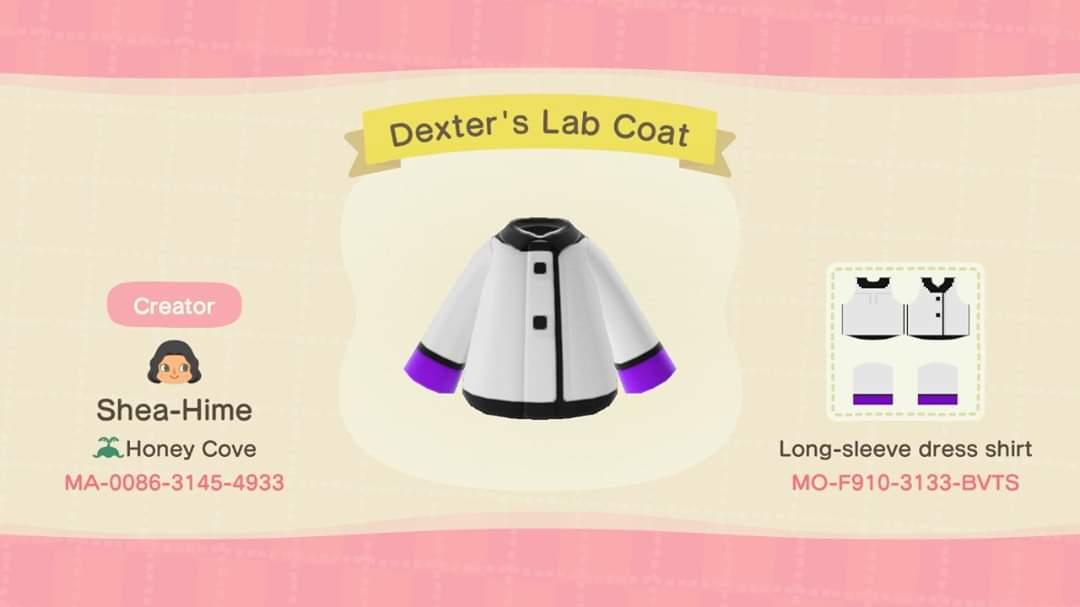 Dexter's Lab Coat
Creator
Shea-Hime
Honey Cove
MA-0086-3145-4933
Long-sleeve dress shirt
MO-F910-3133-BVTS